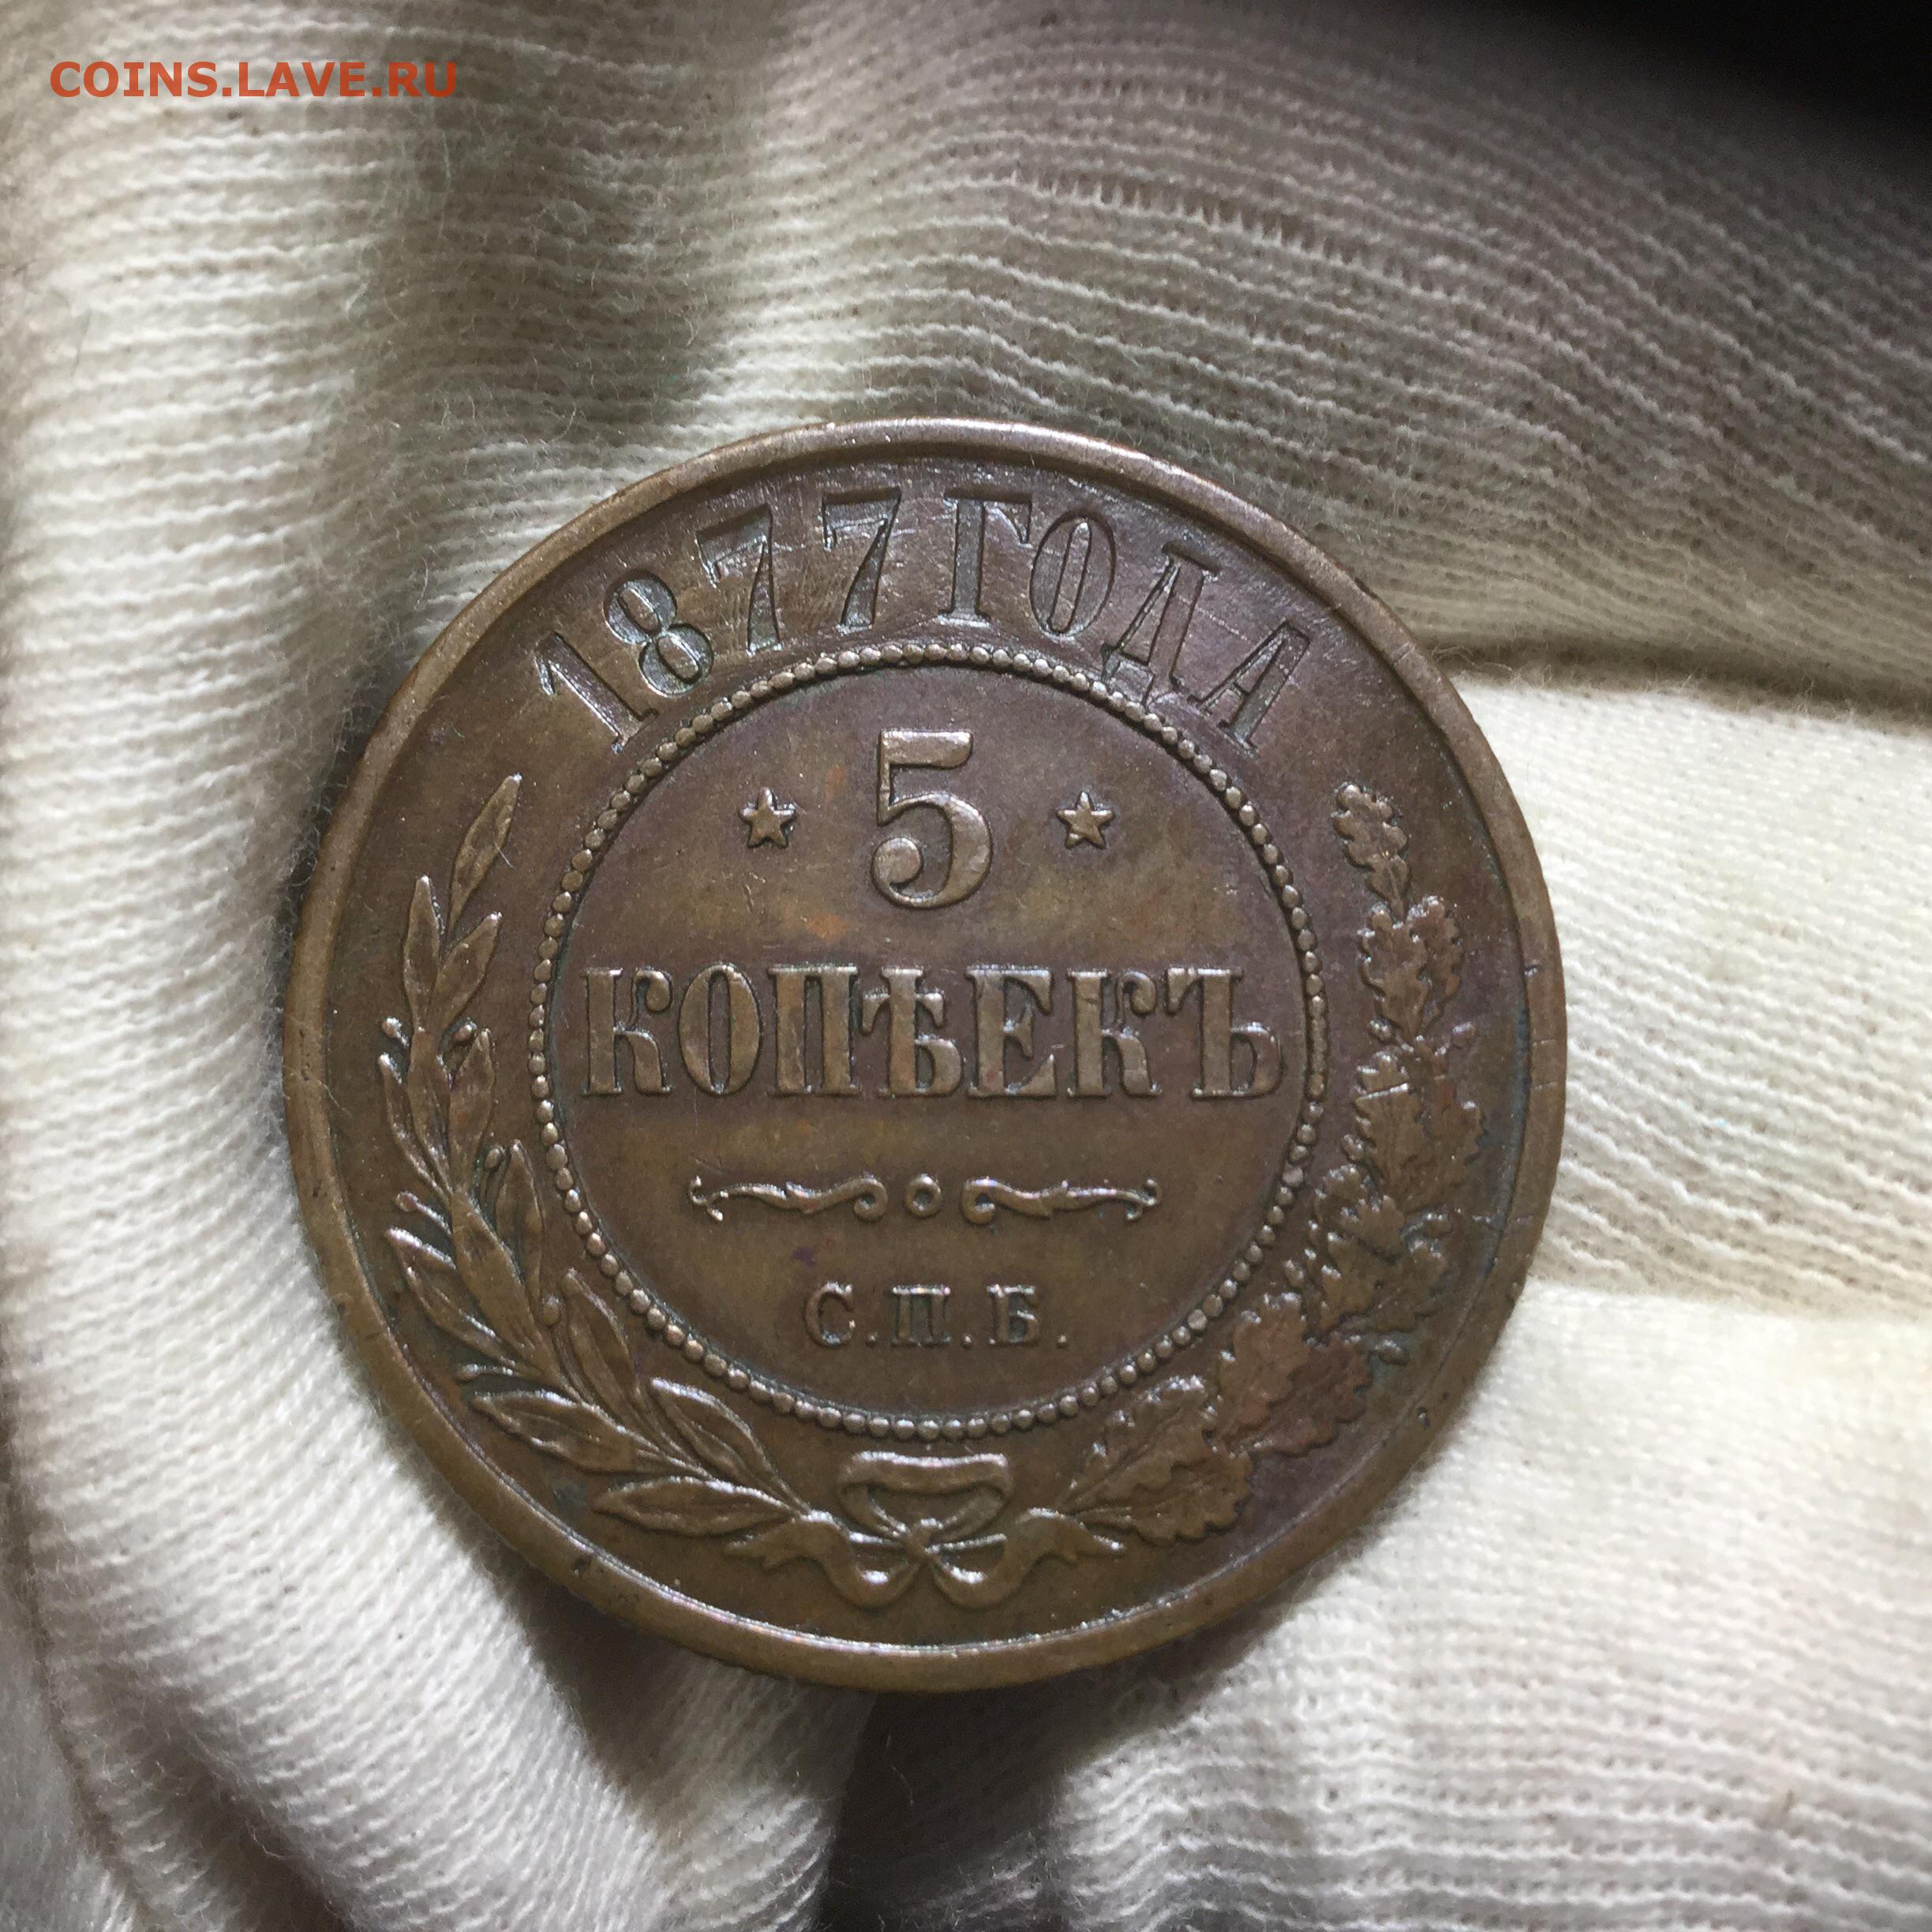 COINS.LAVE.RU
1877 ГОДА
5
КОПѢЕКЪ
С.П.Б.